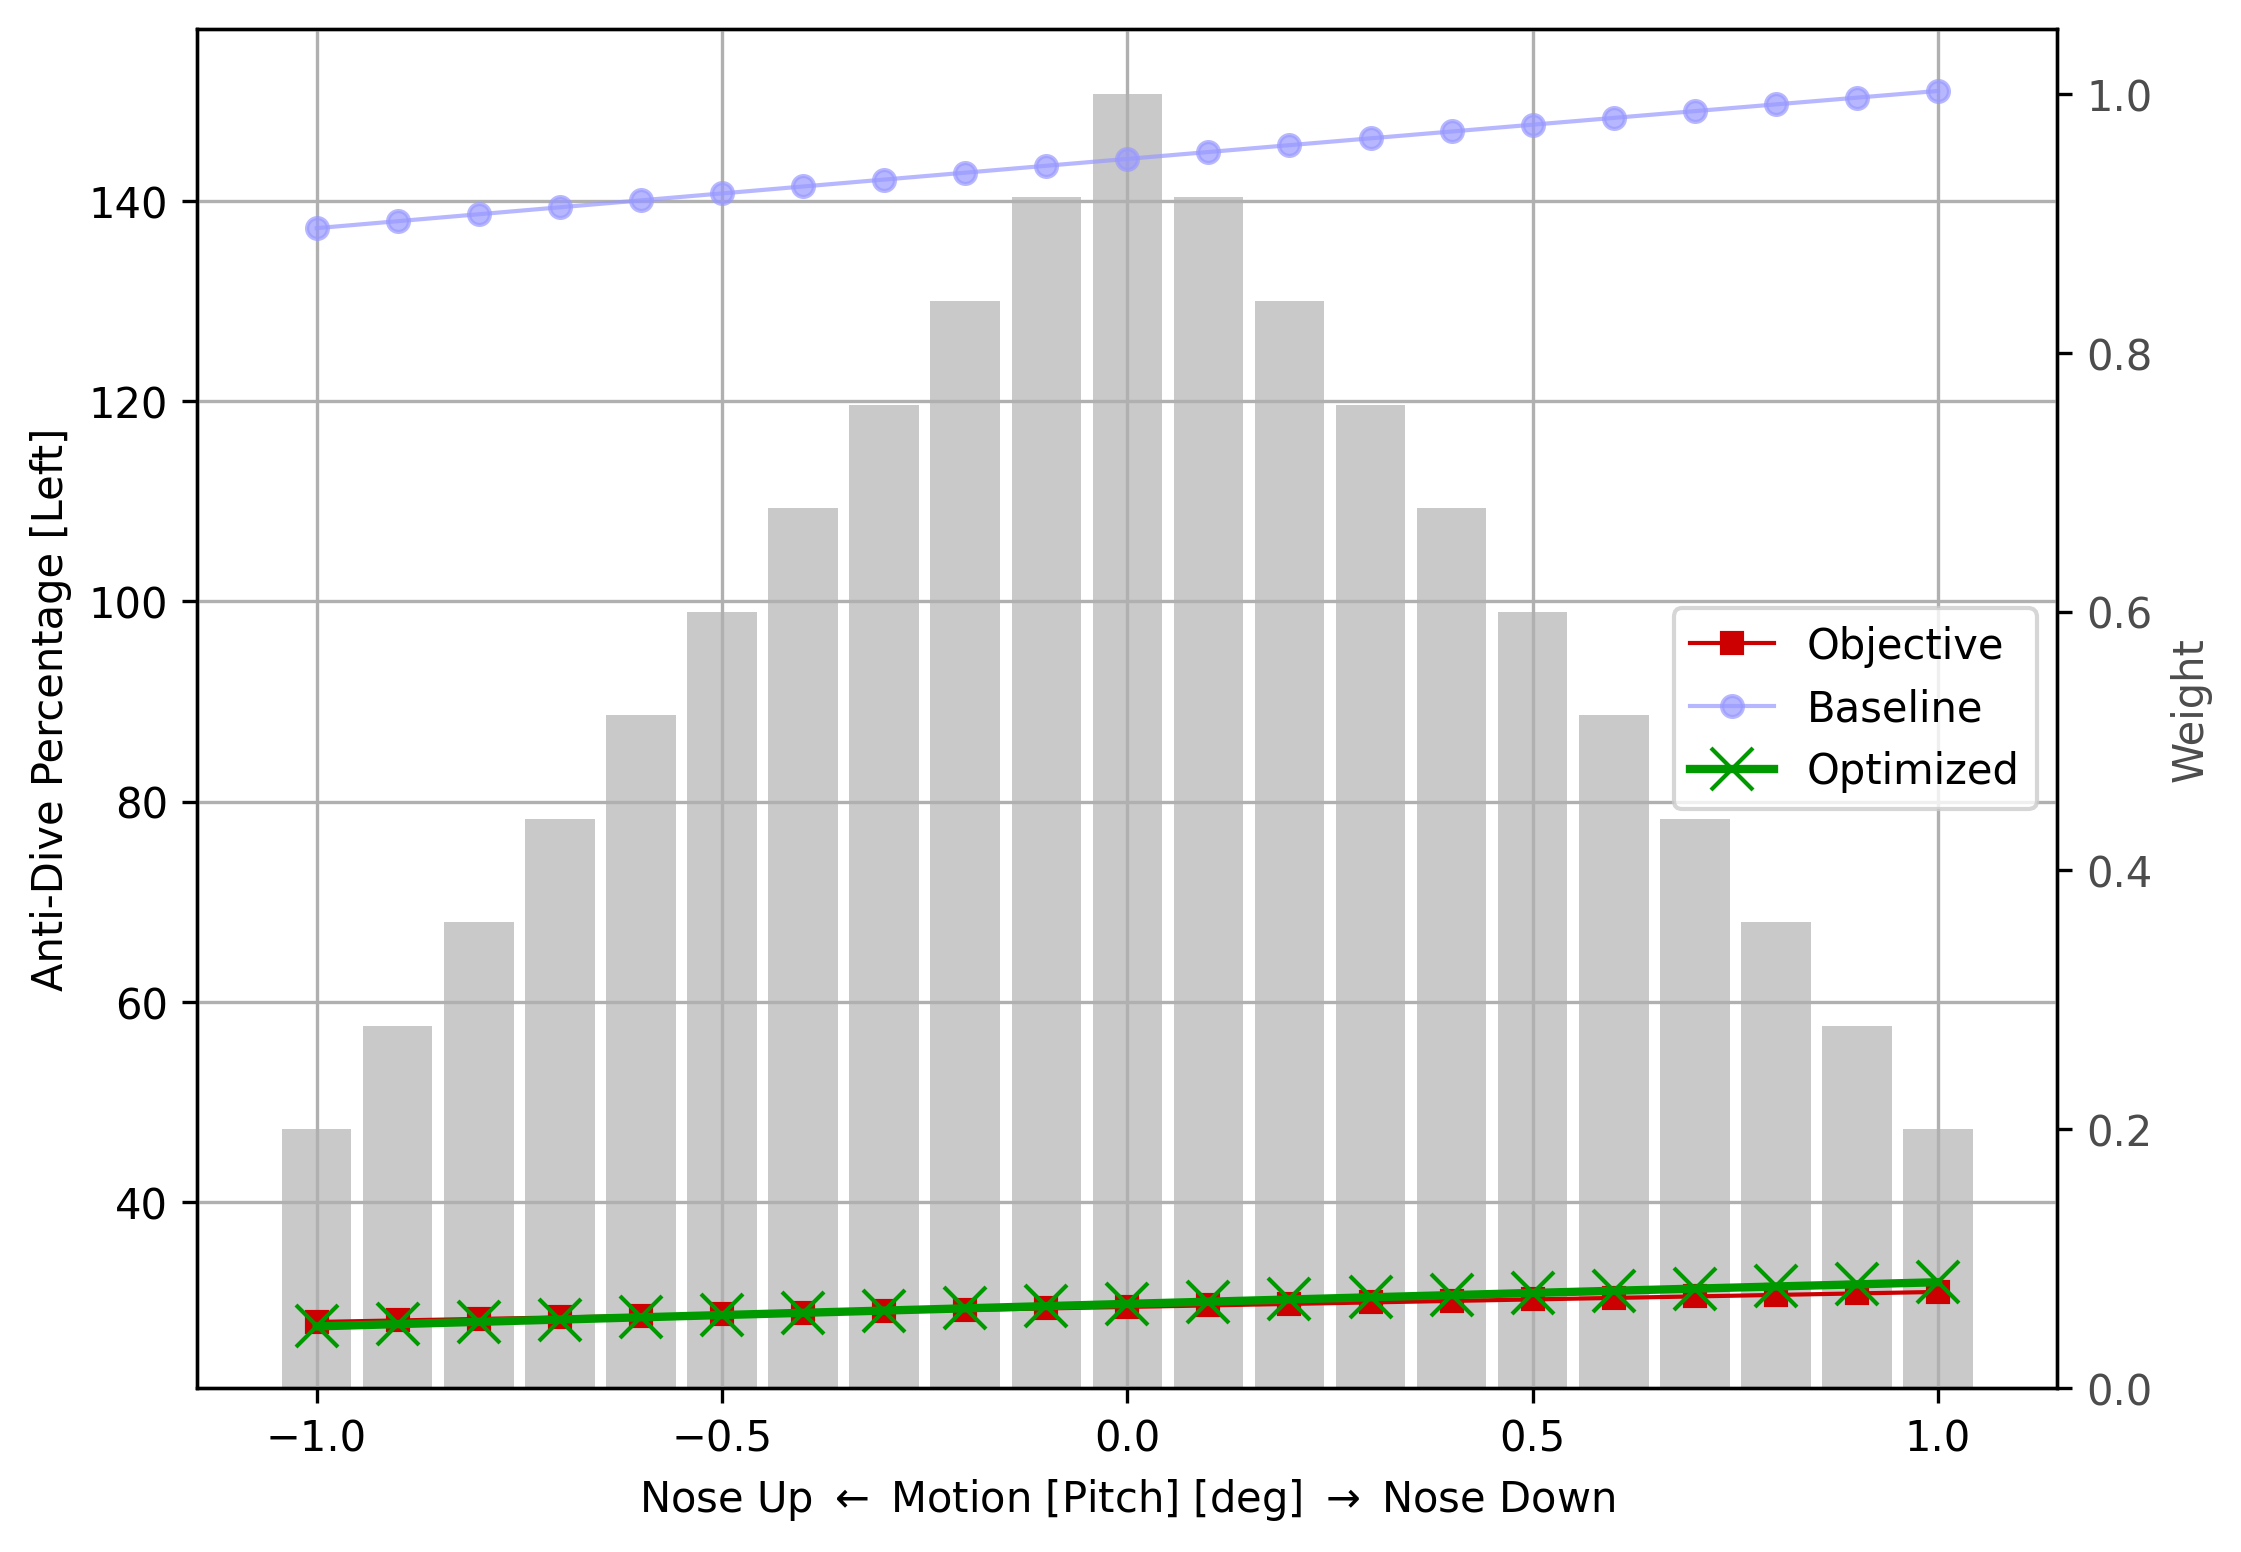 Anti-Dive Percentage [Left]
140
120
100
80
60
40
1.0
0.8
0.6
0.4
0.2
0.0
Weight
Objective
Baseline
Optimized
−1.0
−0.5
0.0
0.5
1.0
Nose Up ← Motion [Pitch] [deg] → Nose Down